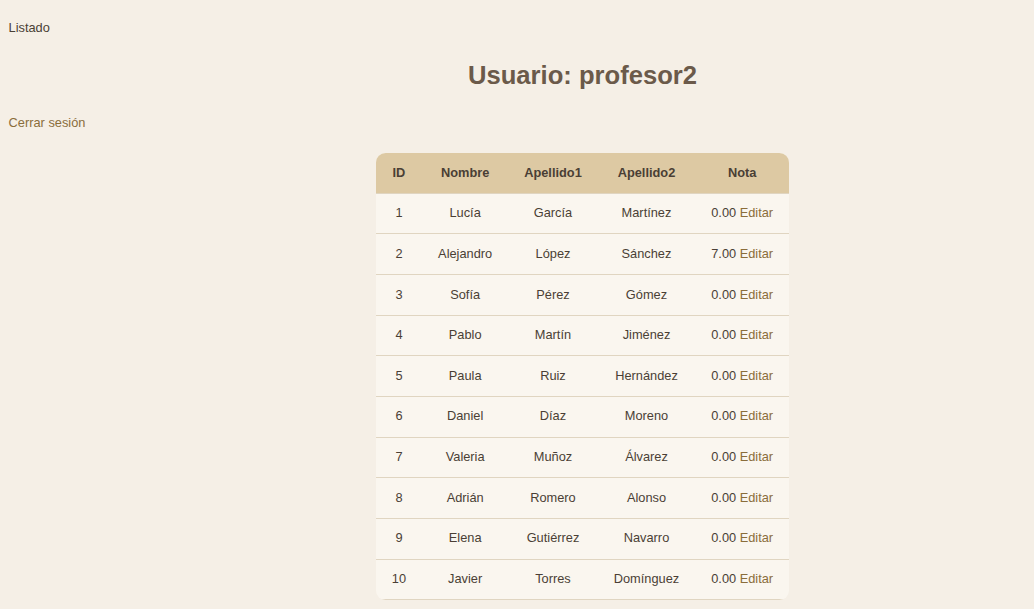 Listado
Usuario: profesor2
Cerrar sesión
ID Nombre Apellido1 Apellido2 Nota
1 Lucía García Martínez 0.00 Editar
2 Alejandro López Sánchez 7.00 Editar
3 Sofía Pérez Gómez 0.00 Editar
4 Pablo Martín Jiménez 0.00 Editar
5 Paula Ruiz Hernández 0.00 Editar
6 Daniel Díaz Moreno 0.00 Editar
7 Valeria Muñoz Álvarez 0.00 Editar
8 Adrián Romero Alonso 0.00 Editar
9 Elena Gutiérrez Navarro 0.00 Editar
10 Javier Torres Domínguez 0.00 Editar